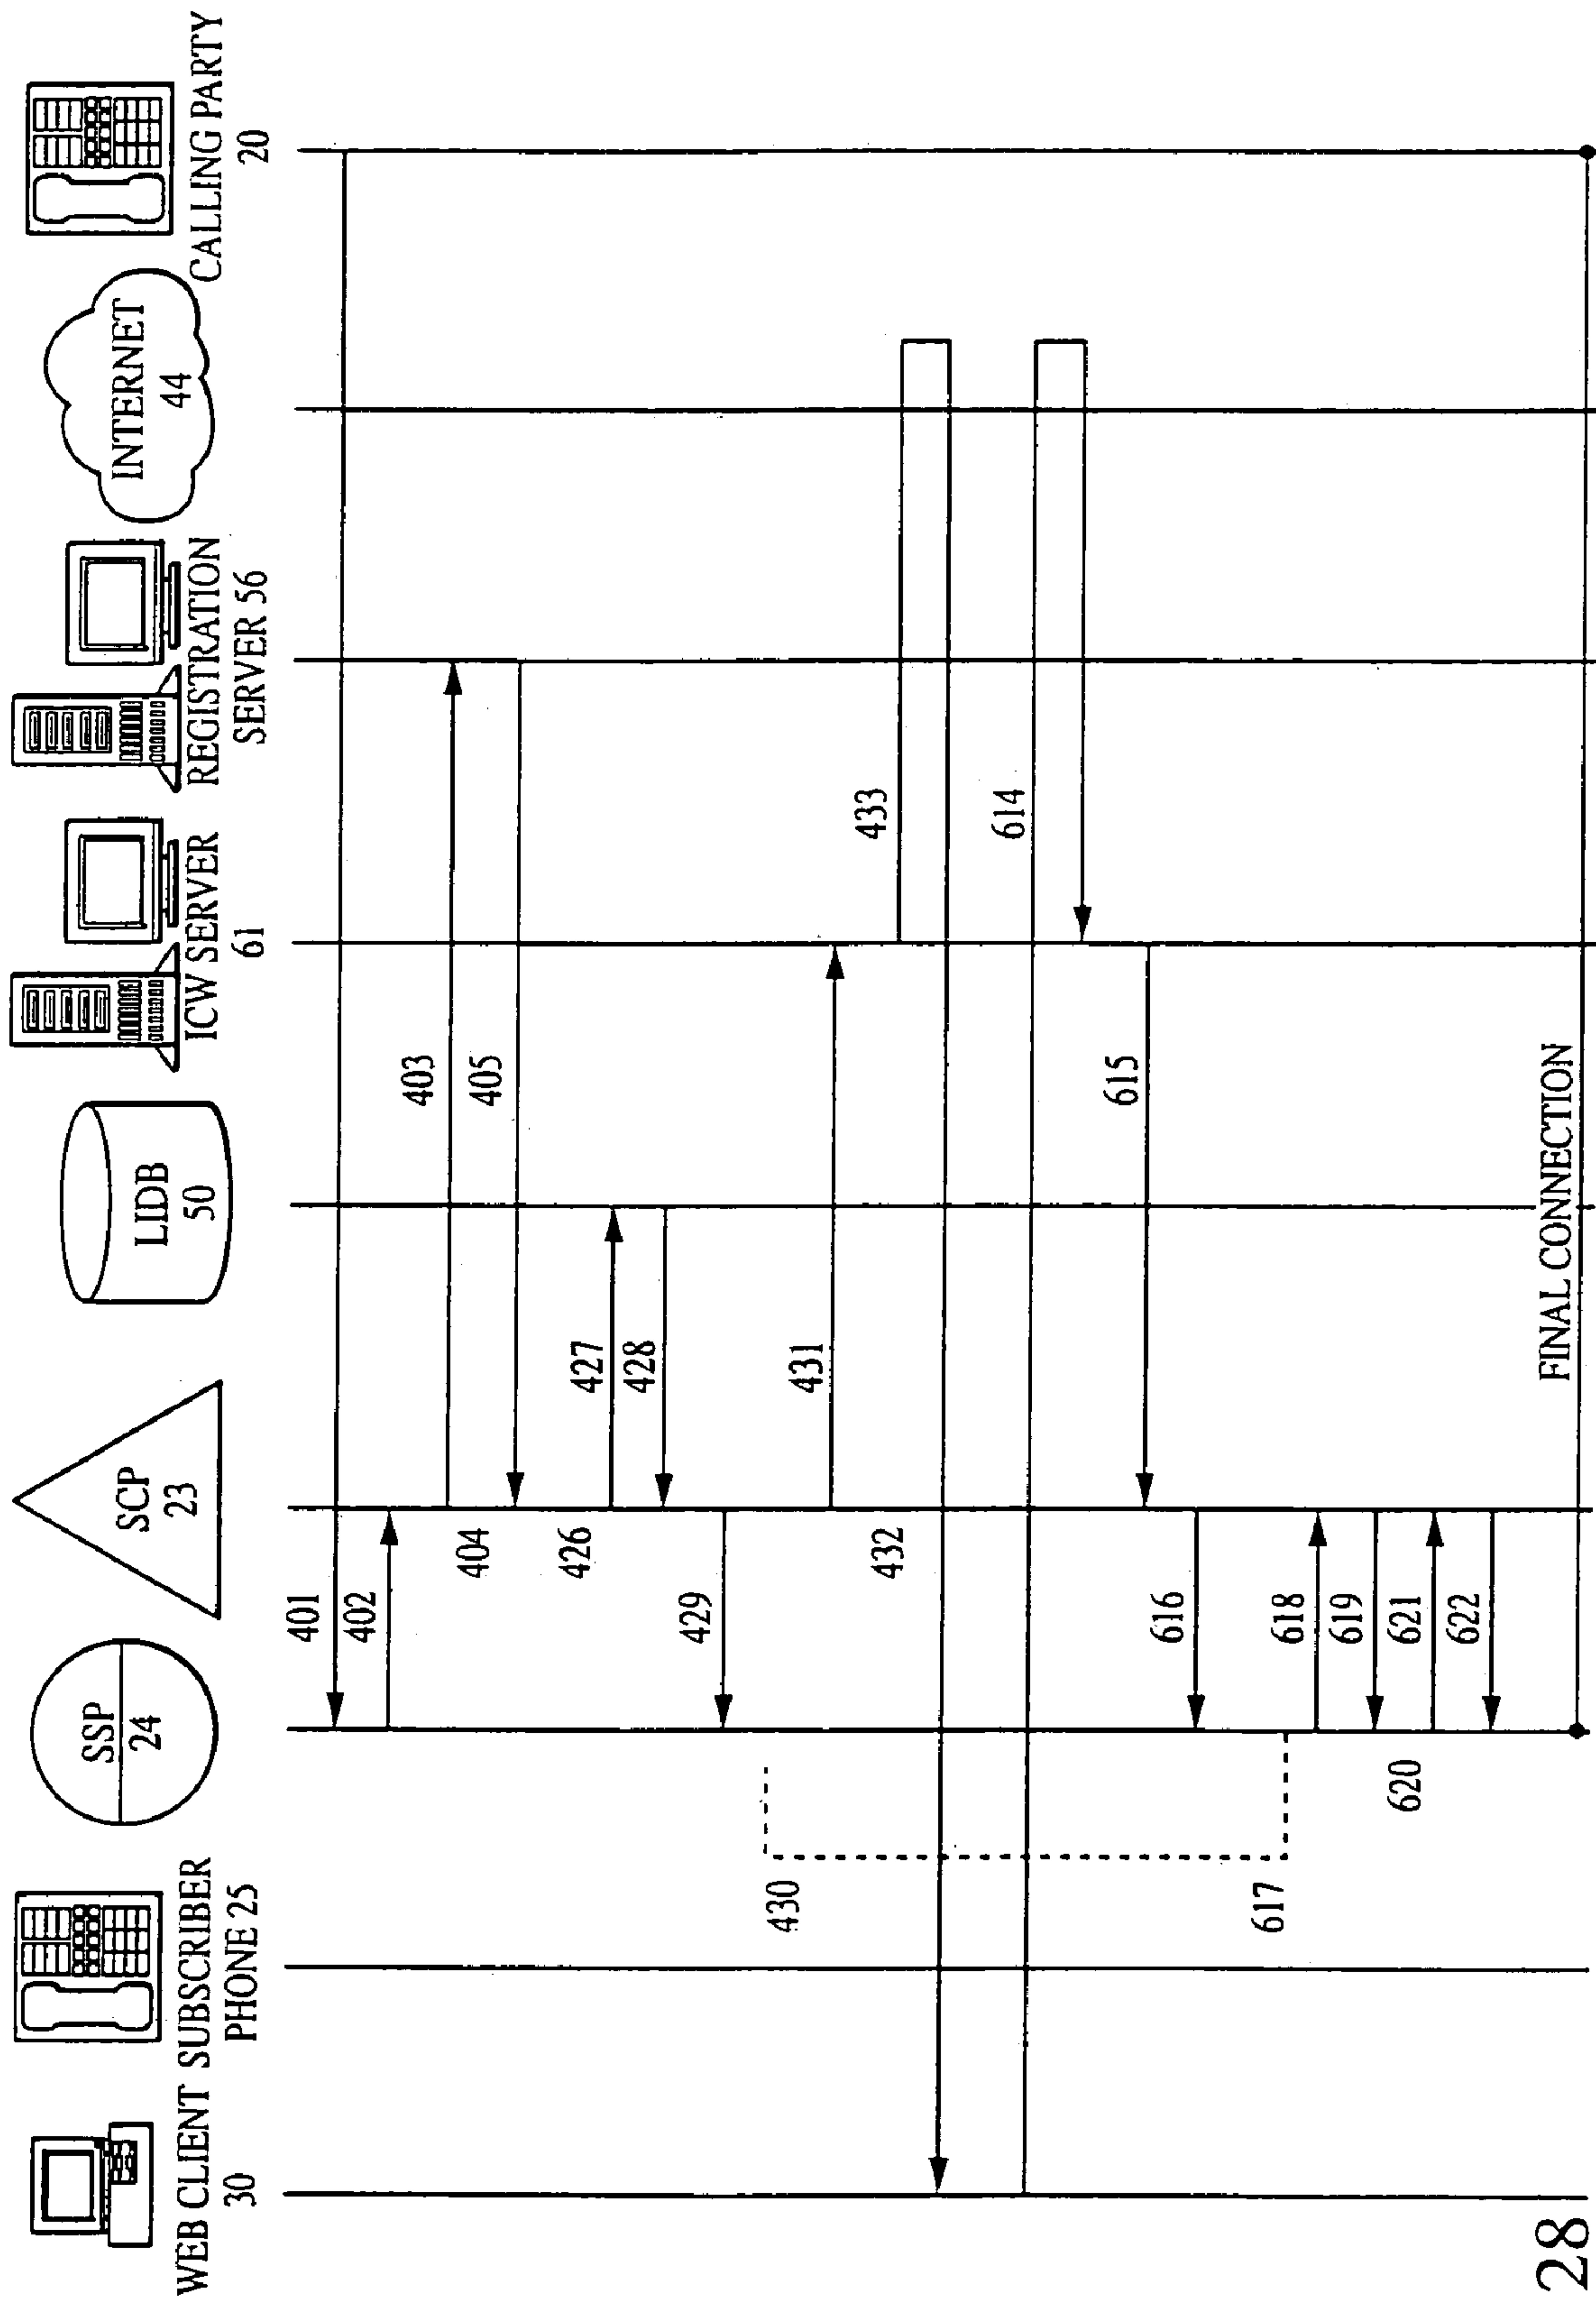 WEB CLIENT
30
SUBSCRIBER
PHONE 25
SSP
24
SCP
23
LIDB
50
ICW SERVER
61
REGISTRATION
SERVER 56
INTERNET
44
CALLING PARTY
20
401
402
403
404
405
426
427
428
429
430
431
432
433
614
615
616
617
618
619
620
621
622
FINAL CONNECTION
28